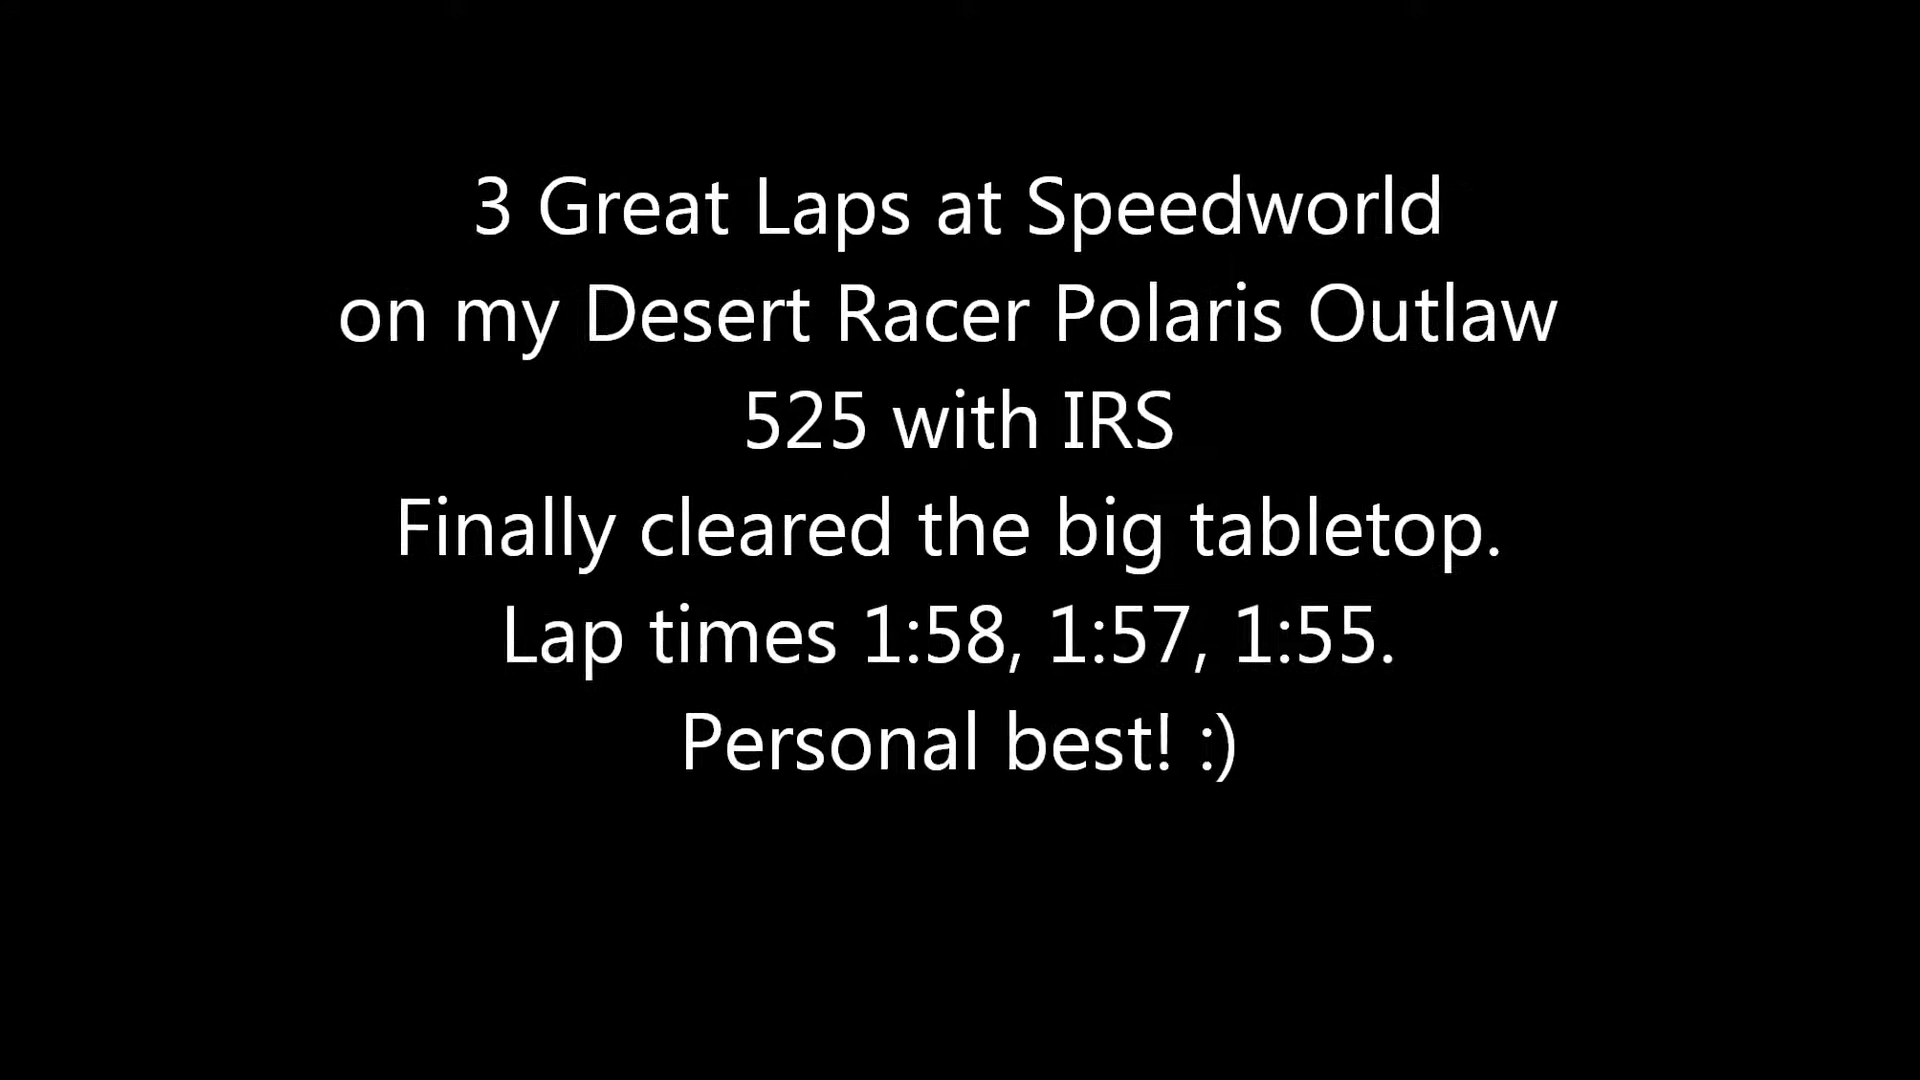 3 Great Laps at Speedworld
on my Desert Racer Polaris Outlaw
525 with IRS
Finally cleared the big tabletop.
Lap times 1:58, 1:57, 1:55.
Personal best! :)